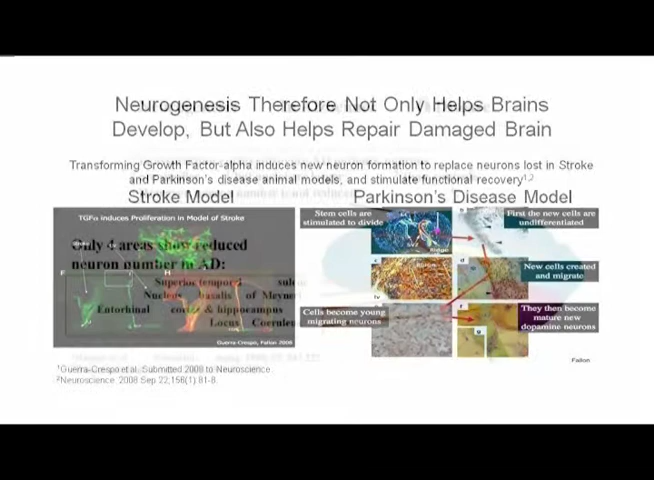 Neurogenesis Therefore Not Only Helps Brains
Develop, But Also Helps Repair Damaged Brain
Transforming Growth Factor-alpha induces new neuron formation to replace neurons lost in Stroke
and Parkinson's disease animal models, and stimulate functional recovery1,2
Stroke Model
Parkinson's Disease Model
TGFα induces Proliferation in Model of Stroke
Only 4 areas show reduced
neuron number in AD:
Superior temporal sulc
Nucleus basalis of Meyner
Entorhinal cortex & hippocampus
Locus Coerule
Guerra-Crespo, Fallon 2008
Stem cells are
stimulated to divide
First the new cells are
undifferentiated
New cells created
and migrate
Cells become young
migrating neurons
They then become
mature new
dopamine neurons
Fallon
1Guerra-Crespo et al. Submitted 2008 to Neuroscience.
2Neuroscience. 2008 Sep 22;156(1) 81-8.